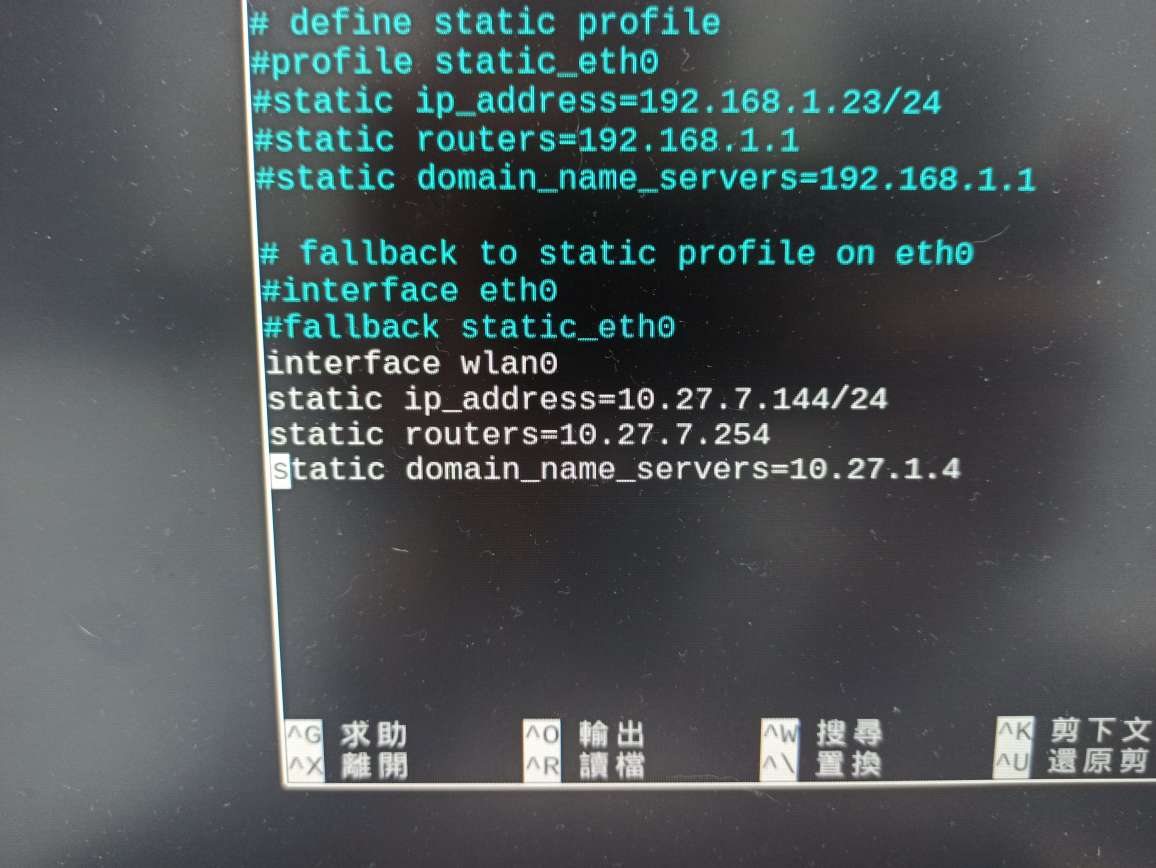 # define static profile
#profile static_eth0
#static ip_address=192.168.1.23/24
#static routers=192.168.1.1
#static domain_name_servers=192.168.1.1
# fallback to static profile on eth0
#interface eth0
#fallback static_eth0
interface wlan0
static ip_address=10.27.7.144/24
static routers=10.27.7.254
static domain_name_servers=10.27.1.4
^G 求助 ^O 輸出 ^W 搜尋 ^K 剪下文
^X 離開 ^R 讀檔 ^\ 置換 ^U 還原剪